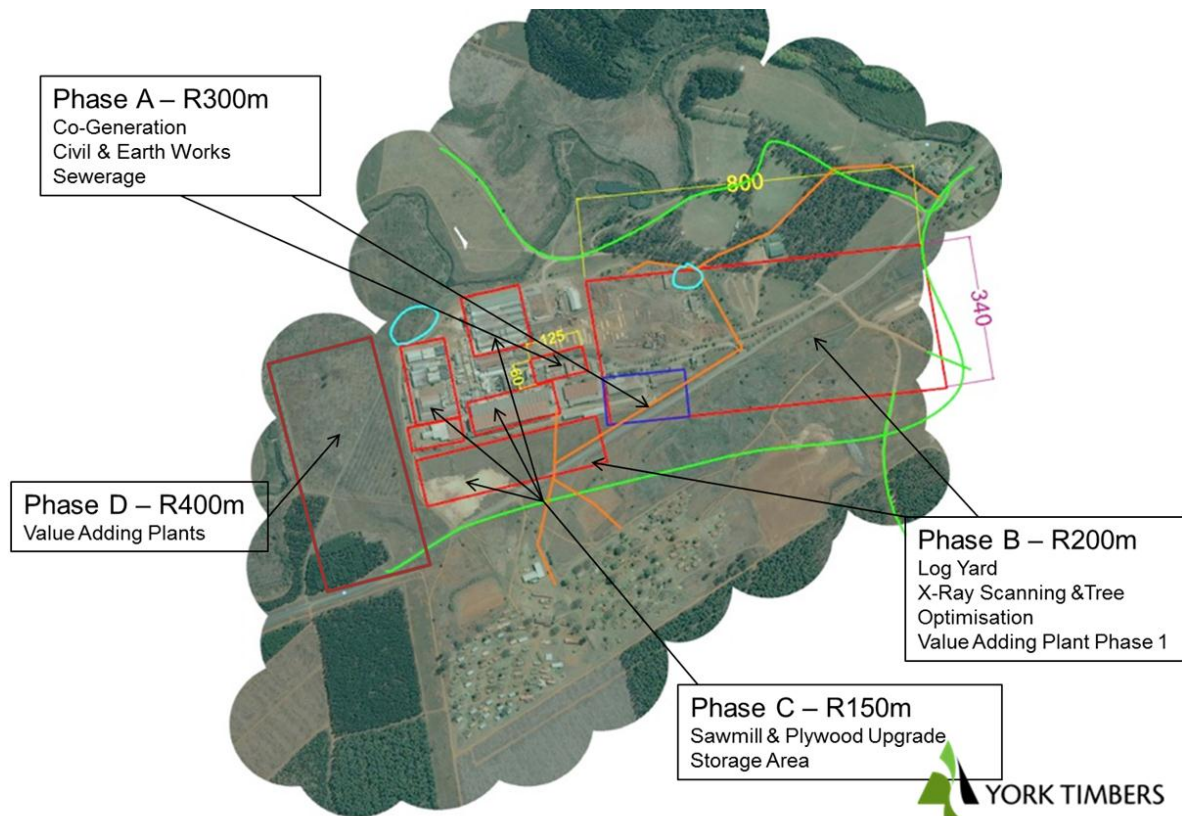 Phase A – R300m
Co-Generation
Civil & Earth Works
Sewerage
800
340
125
60
Phase D – R400m
Value Adding Plants
Phase B – R200m
Log Yard
X-Ray Scanning &Tree
Optimisation
Value Adding Plant Phase 1
Phase C – R150m
Sawmill & Plywood Upgrade
Storage Area
YORK TIMBERS